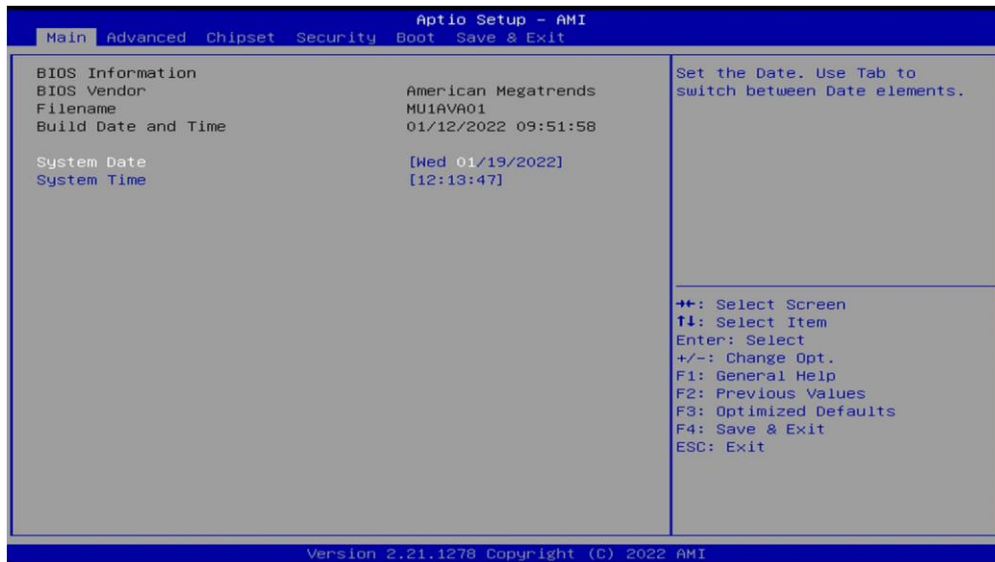 Aptio Setup – AMI
Main Advanced Chipset Security Boot Save & Exit
BIOS Information
BIOS Vendor American Megatrends
Filename MU1AVA01
Build Date and Time 01/12/2022 09:51:58
System Date [Wed 01/19/2022]
System Time [12:13:47]
Set the Date. Use Tab to
switch between Date elements.
→←: Select Screen
↑↓: Select Item
Enter: Select
+/-: Change Opt.
F1: General Help
F2: Previous Values
F3: Optimized Defaults
F4: Save & Exit
ESC: Exit
Version 2.21.1278 Copyright (C) 2022 AMI